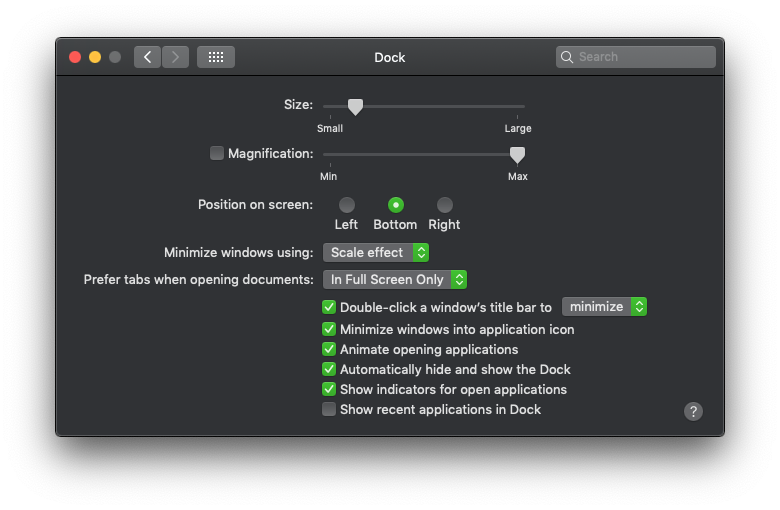 Dock
Search
Size:
Small Large
Magnification:
Min Max
Position on screen:
Left Bottom Right
Minimize windows using: Scale effect
Prefer tabs when opening documents: In Full Screen Only
Double-click a window’s title bar to minimize
Minimize windows into application icon
Animate opening applications
Automatically hide and show the Dock
Show indicators for open applications
Show recent applications in Dock
?